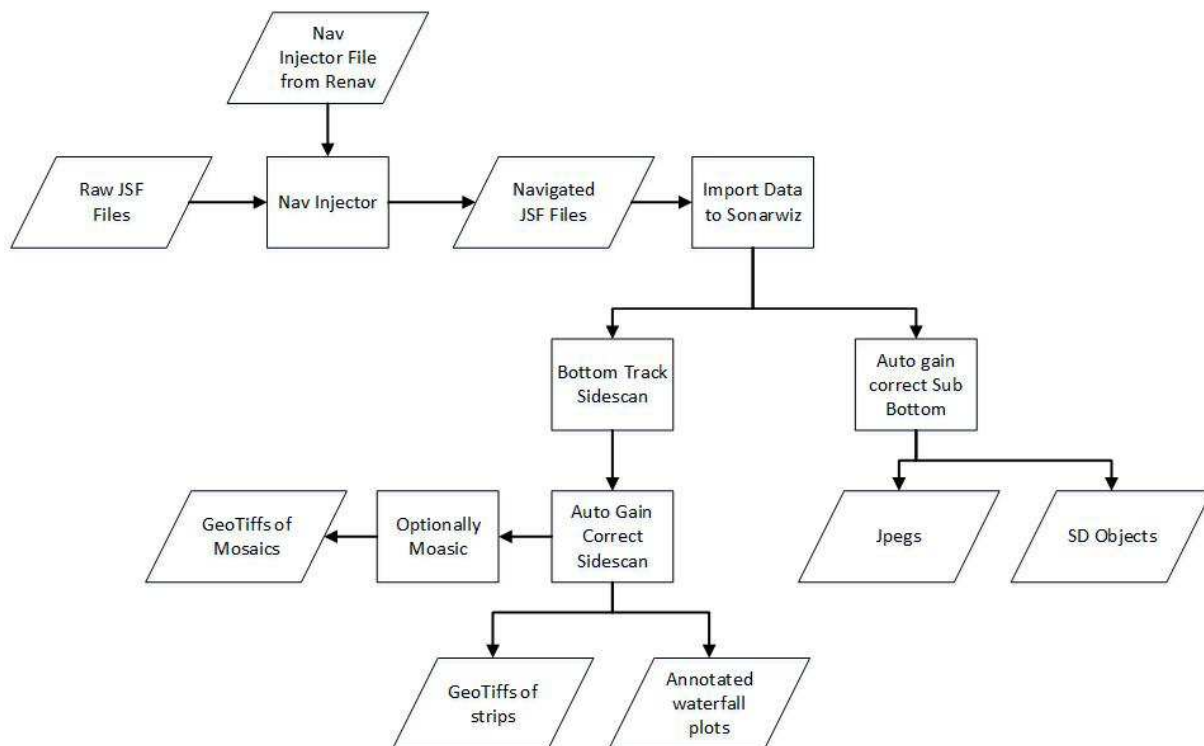 Nav
Injector File
from Renav
Raw JSF
Files
Nav Injector
Navigated
JSF Files
Import Data
to Sonarwiz
Bottom Track
Sidescan
Auto gain
correct Sub
Bottom
GeoTiffs of
Mosaics
Optionally
Moasic
Auto Gain
Correct
Sidescan
Jpegs
SD Objects
GeoTiffs of
strips
Annotated
waterfall
plots